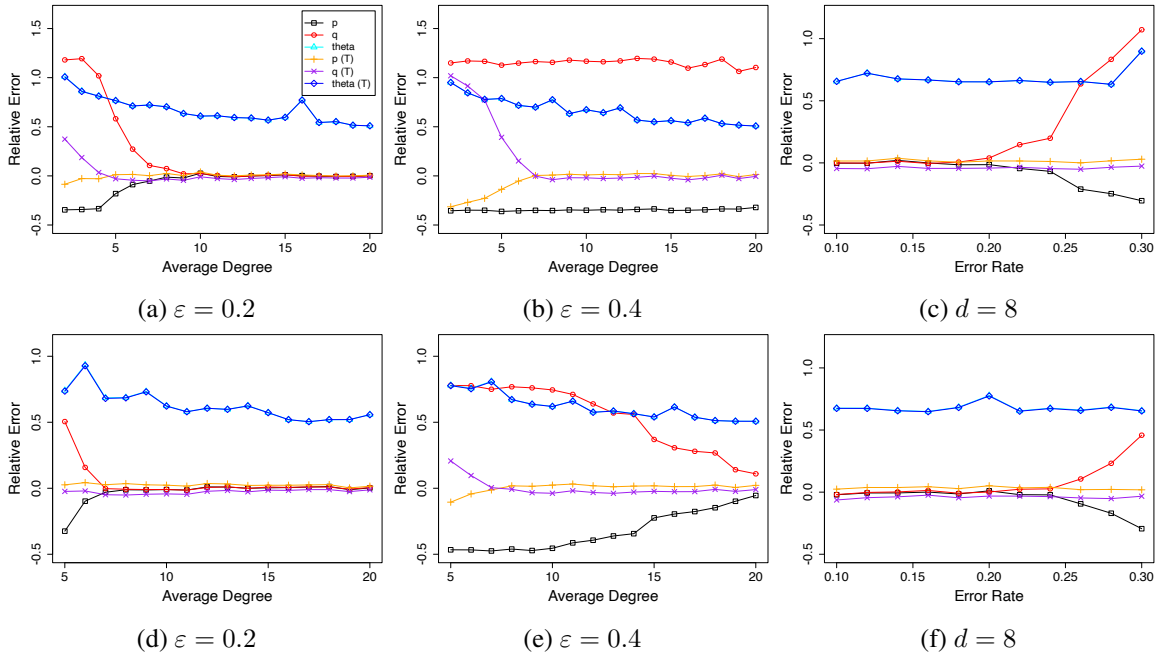 1.5
1.0
0.5
0.0
-0.5
Relative Error
5
10
15
20
Average Degree
p
q
theta
p (T)
q (T)
theta (T)
(a) ε = 0.2
1.5
1.0
0.5
0.0
-0.5
Relative Error
5
10
15
20
Average Degree
(b) ε = 0.4
1.0
0.5
0.0
-0.5
Relative Error
0.10
0.15
0.20
0.25
0.30
Error Rate
(c) d = 8
1.0
0.5
0.0
-0.5
Relative Error
5
10
15
20
Average Degree
(d) ε = 0.2
1.0
0.5
0.0
-0.5
Relative Error
5
10
15
20
Average Degree
(e) ε = 0.4
1.0
0.5
0.0
-0.5
Relative Error
0.10
0.15
0.20
0.25
0.30
Error Rate
(f) d = 8